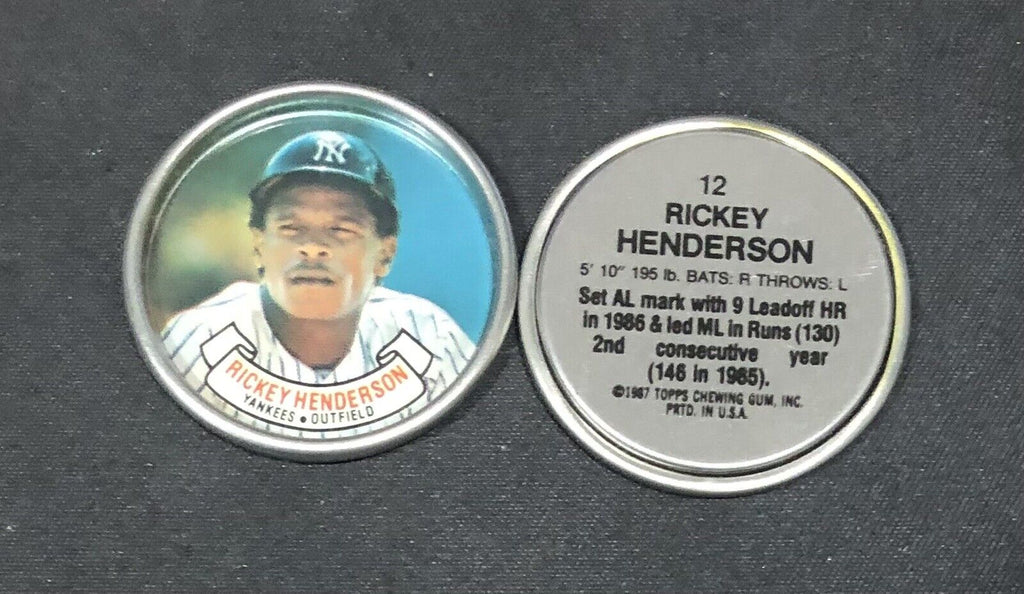 NY
RICKEY HENDERSON
YANKEES • OUTFIELD
12
RICKEY
HENDERSON
5' 10" 195 lb. BATS: R THROWS: L
Set AL mark with 9 Leadoff HR
in 1986 & led ML in Runs (130)
2nd consecutive year
(146 in 1985).
©1987 TOPPS CHEWING GUM, INC.
PRTD. IN U.S.A.